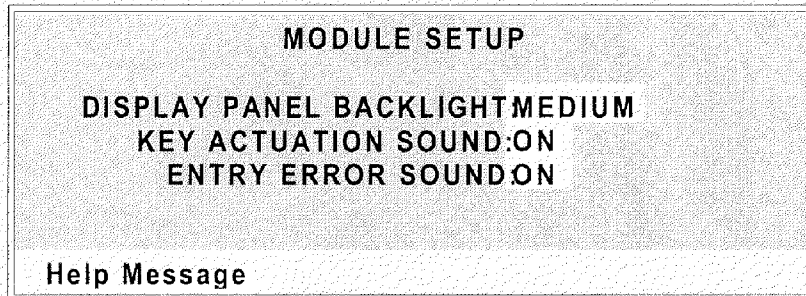 MODULE SETUP
DISPLAY PANEL BACKLIGHT:MEDIUM
KEY ACTUATION SOUND:ON
ENTRY ERROR SOUND:ON
Help Message